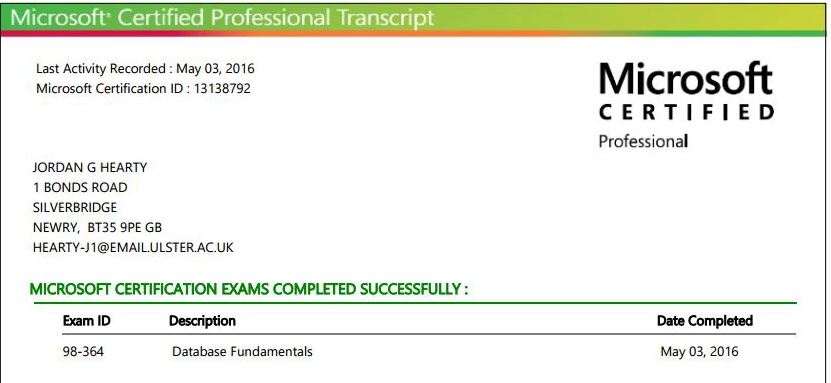 Microsoft® Certified Professional Transcript
Last Activity Recorded : May 03, 2016
Microsoft Certification ID : 13138792
Microsoft
CERTIFIED
Professional
JORDAN G HEARTY
1 BONDS ROAD
SILVERBRIDGE
NEWRY, BT35 9PE GB
HEARTY-J1@EMAIL.ULSTER.AC.UK
MICROSOFT CERTIFICATION EXAMS COMPLETED SUCCESSFULLY :
Exam ID Description Date Completed
98-364 Database Fundamentals May 03, 2016